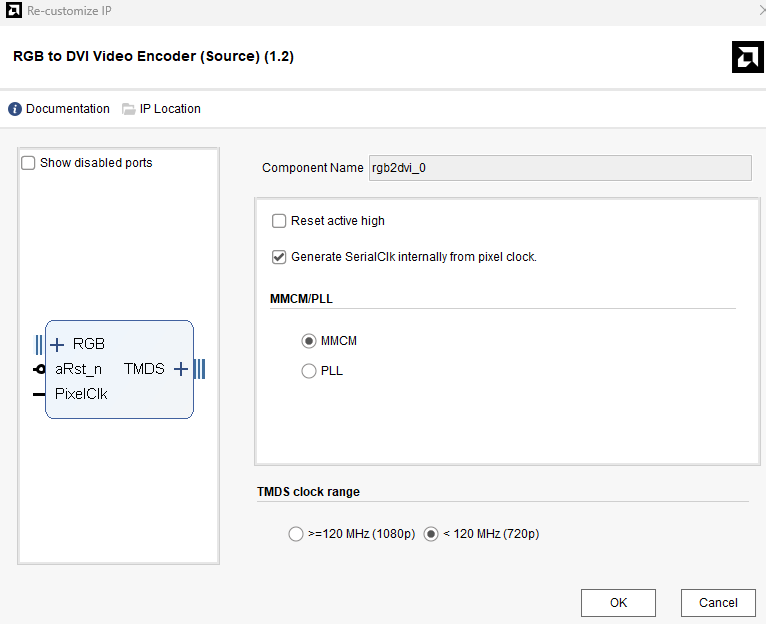 Re-customize IP
RGB to DVI Video Encoder (Source) (1.2)
Documentation IP Location
Show disabled ports
Component Name rgb2dvi_0
Reset active high
Generate SerialClk internally from pixel clock.
MMCM/PLL
MMCM
PLL
RGB
aRst_n TMDS
PixelClk
TMDS clock range
>=120 MHz (1080p) < 120 MHz (720p)
OK Cancel